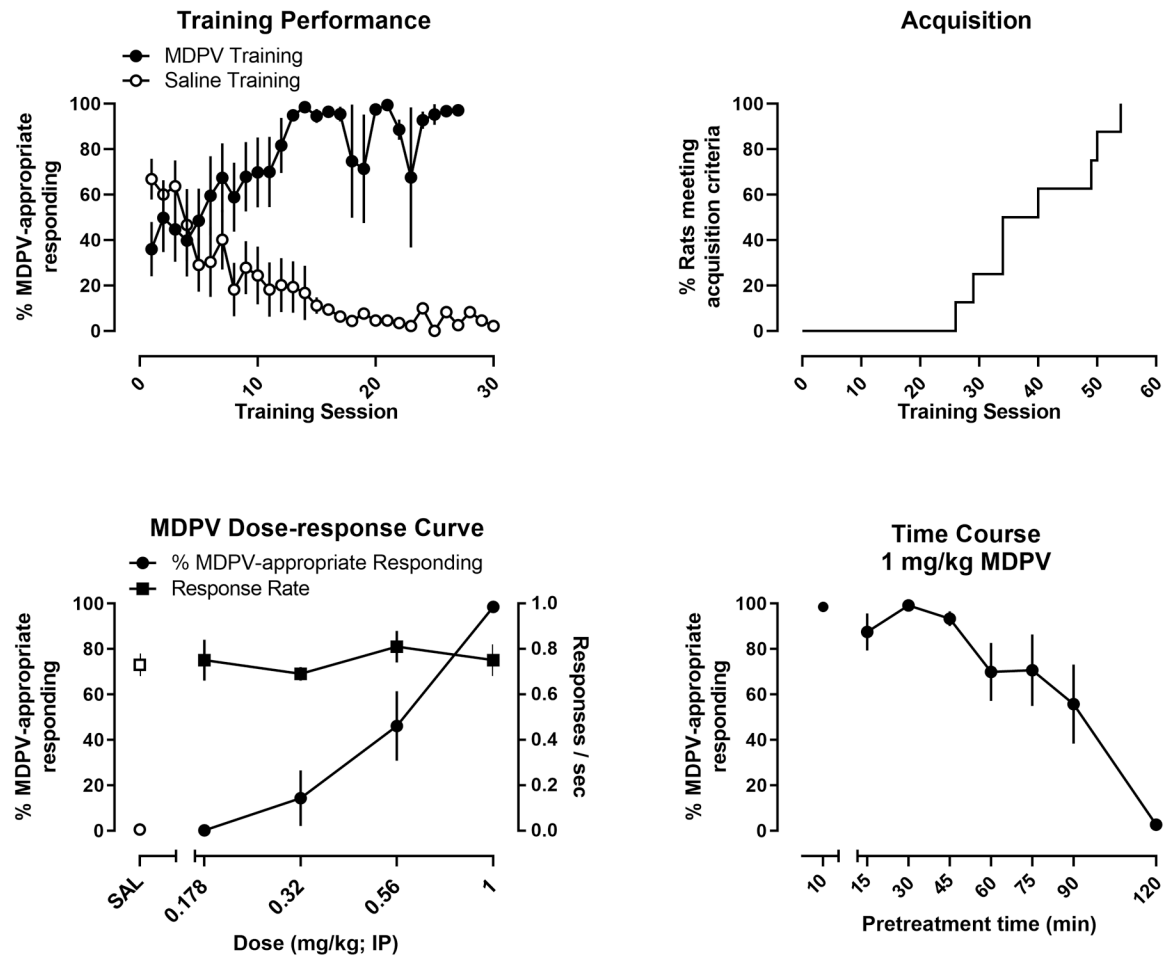 Training Performance
MDPV Training
Saline Training
% MDPV-appropriate
responding
100
80
60
40
20
0
0
10
20
30
Training Session
Acquisition
% Rats meeting
acquisition criteria
100
80
60
40
20
0
0
10
20
30
40
50
60
Training Session
MDPV Dose-response Curve
% MDPV-appropriate Responding
Response Rate
% MDPV-appropriate
responding
100
80
60
40
20
0
1.0
0.8
0.6
0.4
0.2
0.0
Responses / sec
SAL
0.178
0.32
0.56
1
Dose (mg/kg; IP)
Time Course
1 mg/kg MDPV
% MDPV-appropriate
responding
100
80
60
40
20
0
10
15
30
45
60
75
90
120
Pretreatment time (min)